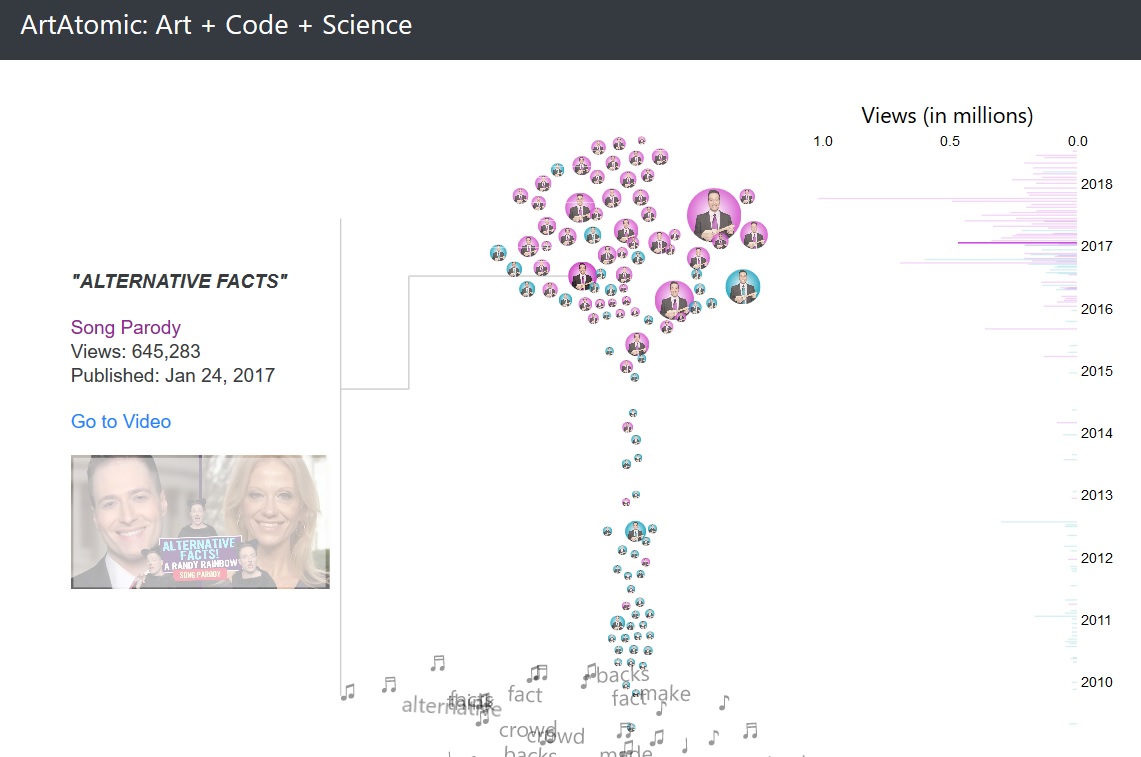 ArtAtomic: Art + Code + Science
Views (in millions)
1.0 0.5 0.0
2018
2017
2016
2015
2014
2013
2012
2011
2010
"ALTERNATIVE FACTS"
Song Parody
Views: 645,283
Published: Jan 24, 2017
Go to Video
ALTERNATIVE
FACTS!
A RANDY RAINBOW
SONG PARODY
backs
fact
fact
make
alternative
facts
crowd
crowd
backs
made